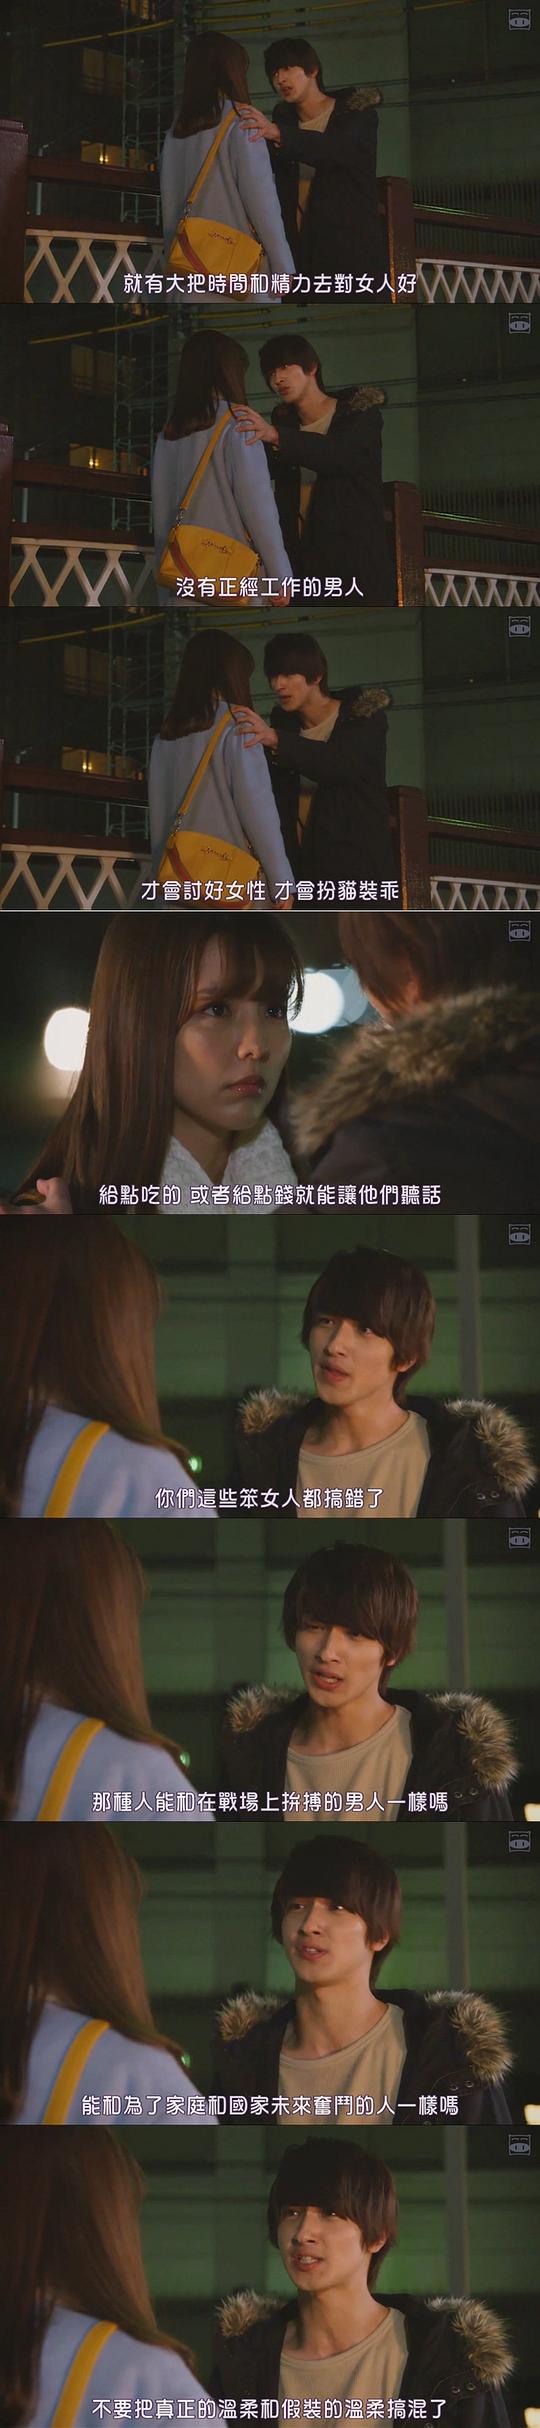 就有大把時間和精力去對女人好
沒有正經工作的男人
才會討好女性 才會扮貓裝乖
給點吃的 或者給點錢就能讓他們聽話
你們這些笨女人都搞錯了
那種人能和在戰場上拚搏的男人一樣嗎
能和為了家庭和國家未來奮鬥的人一樣嗎
不要把真正的溫柔和假裝的溫柔搞混了